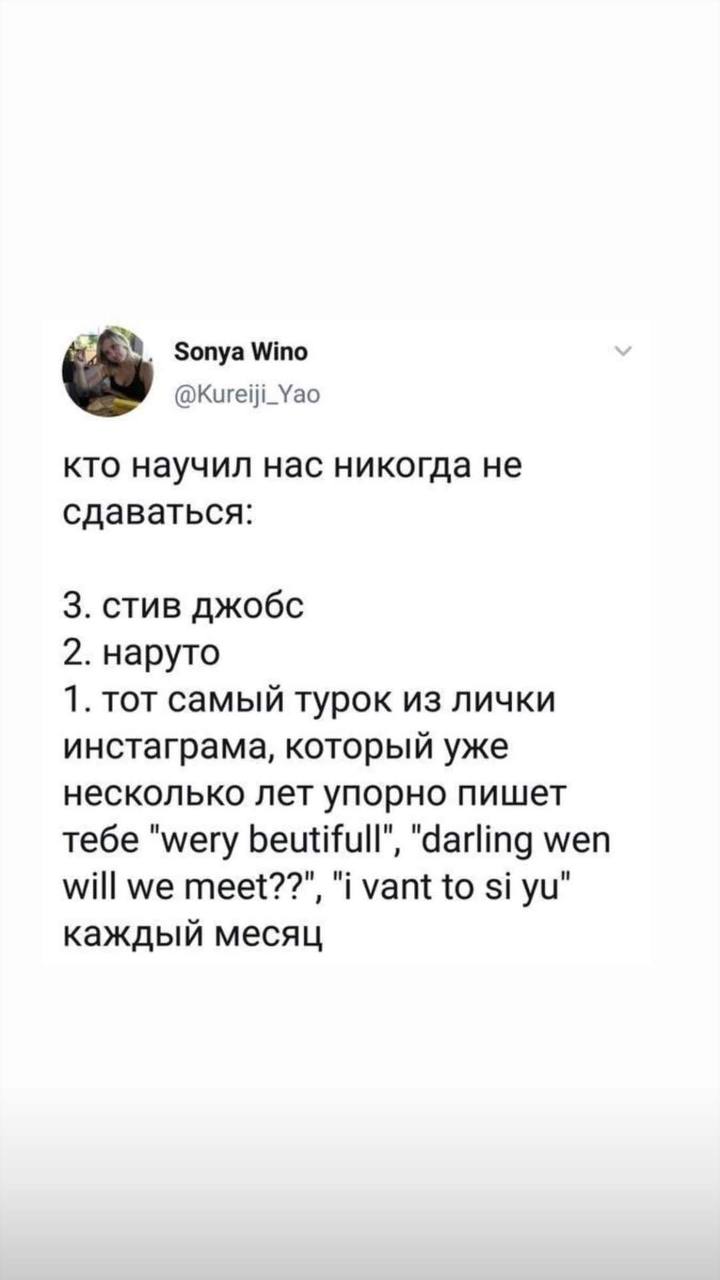 Sonya Wino
@Kureiji_Yao
кто научил нас никогда не
сдаваться:
3. стив джобс
2. наруто
1. тот самый турок из лички
инстаграма, который уже
несколько лет упорно пишет
тебе "wery beutifull", "darling wen
will we meet??", "i vant to si yu"
каждый месяц